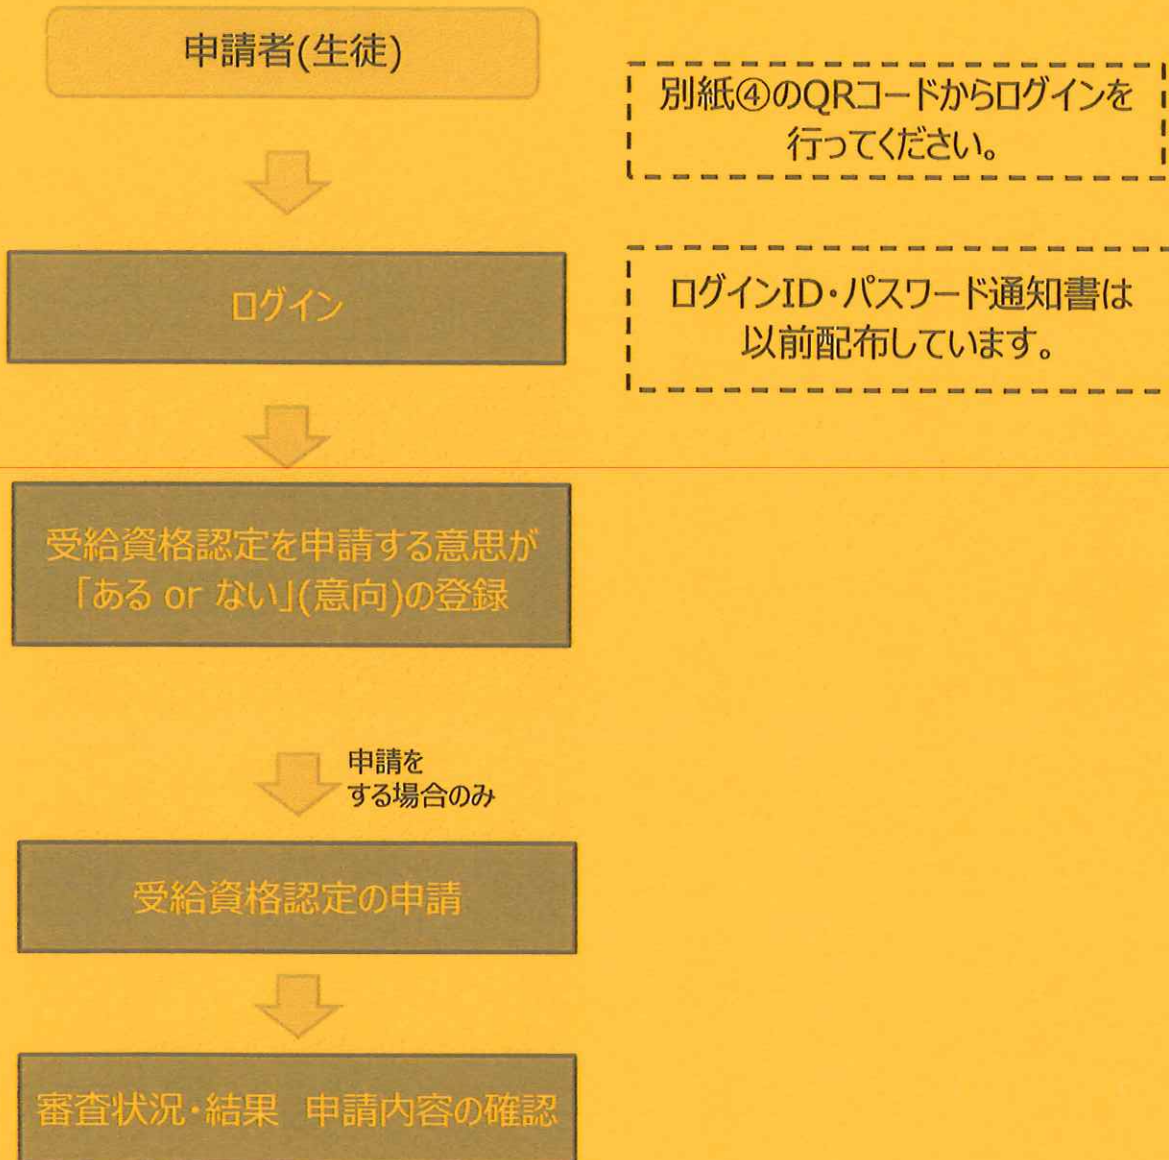 申請者(生徒)
別紙④のQRコードからログインを
行ってください。
ログイン
ログインID・パスワード通知書は
以前配布しています。
受給資格認定を申請する意思が
「ある or ない」(意向)の登録
申請を
する場合のみ
受給資格認定の申請
審査状況・結果　申請内容の確認